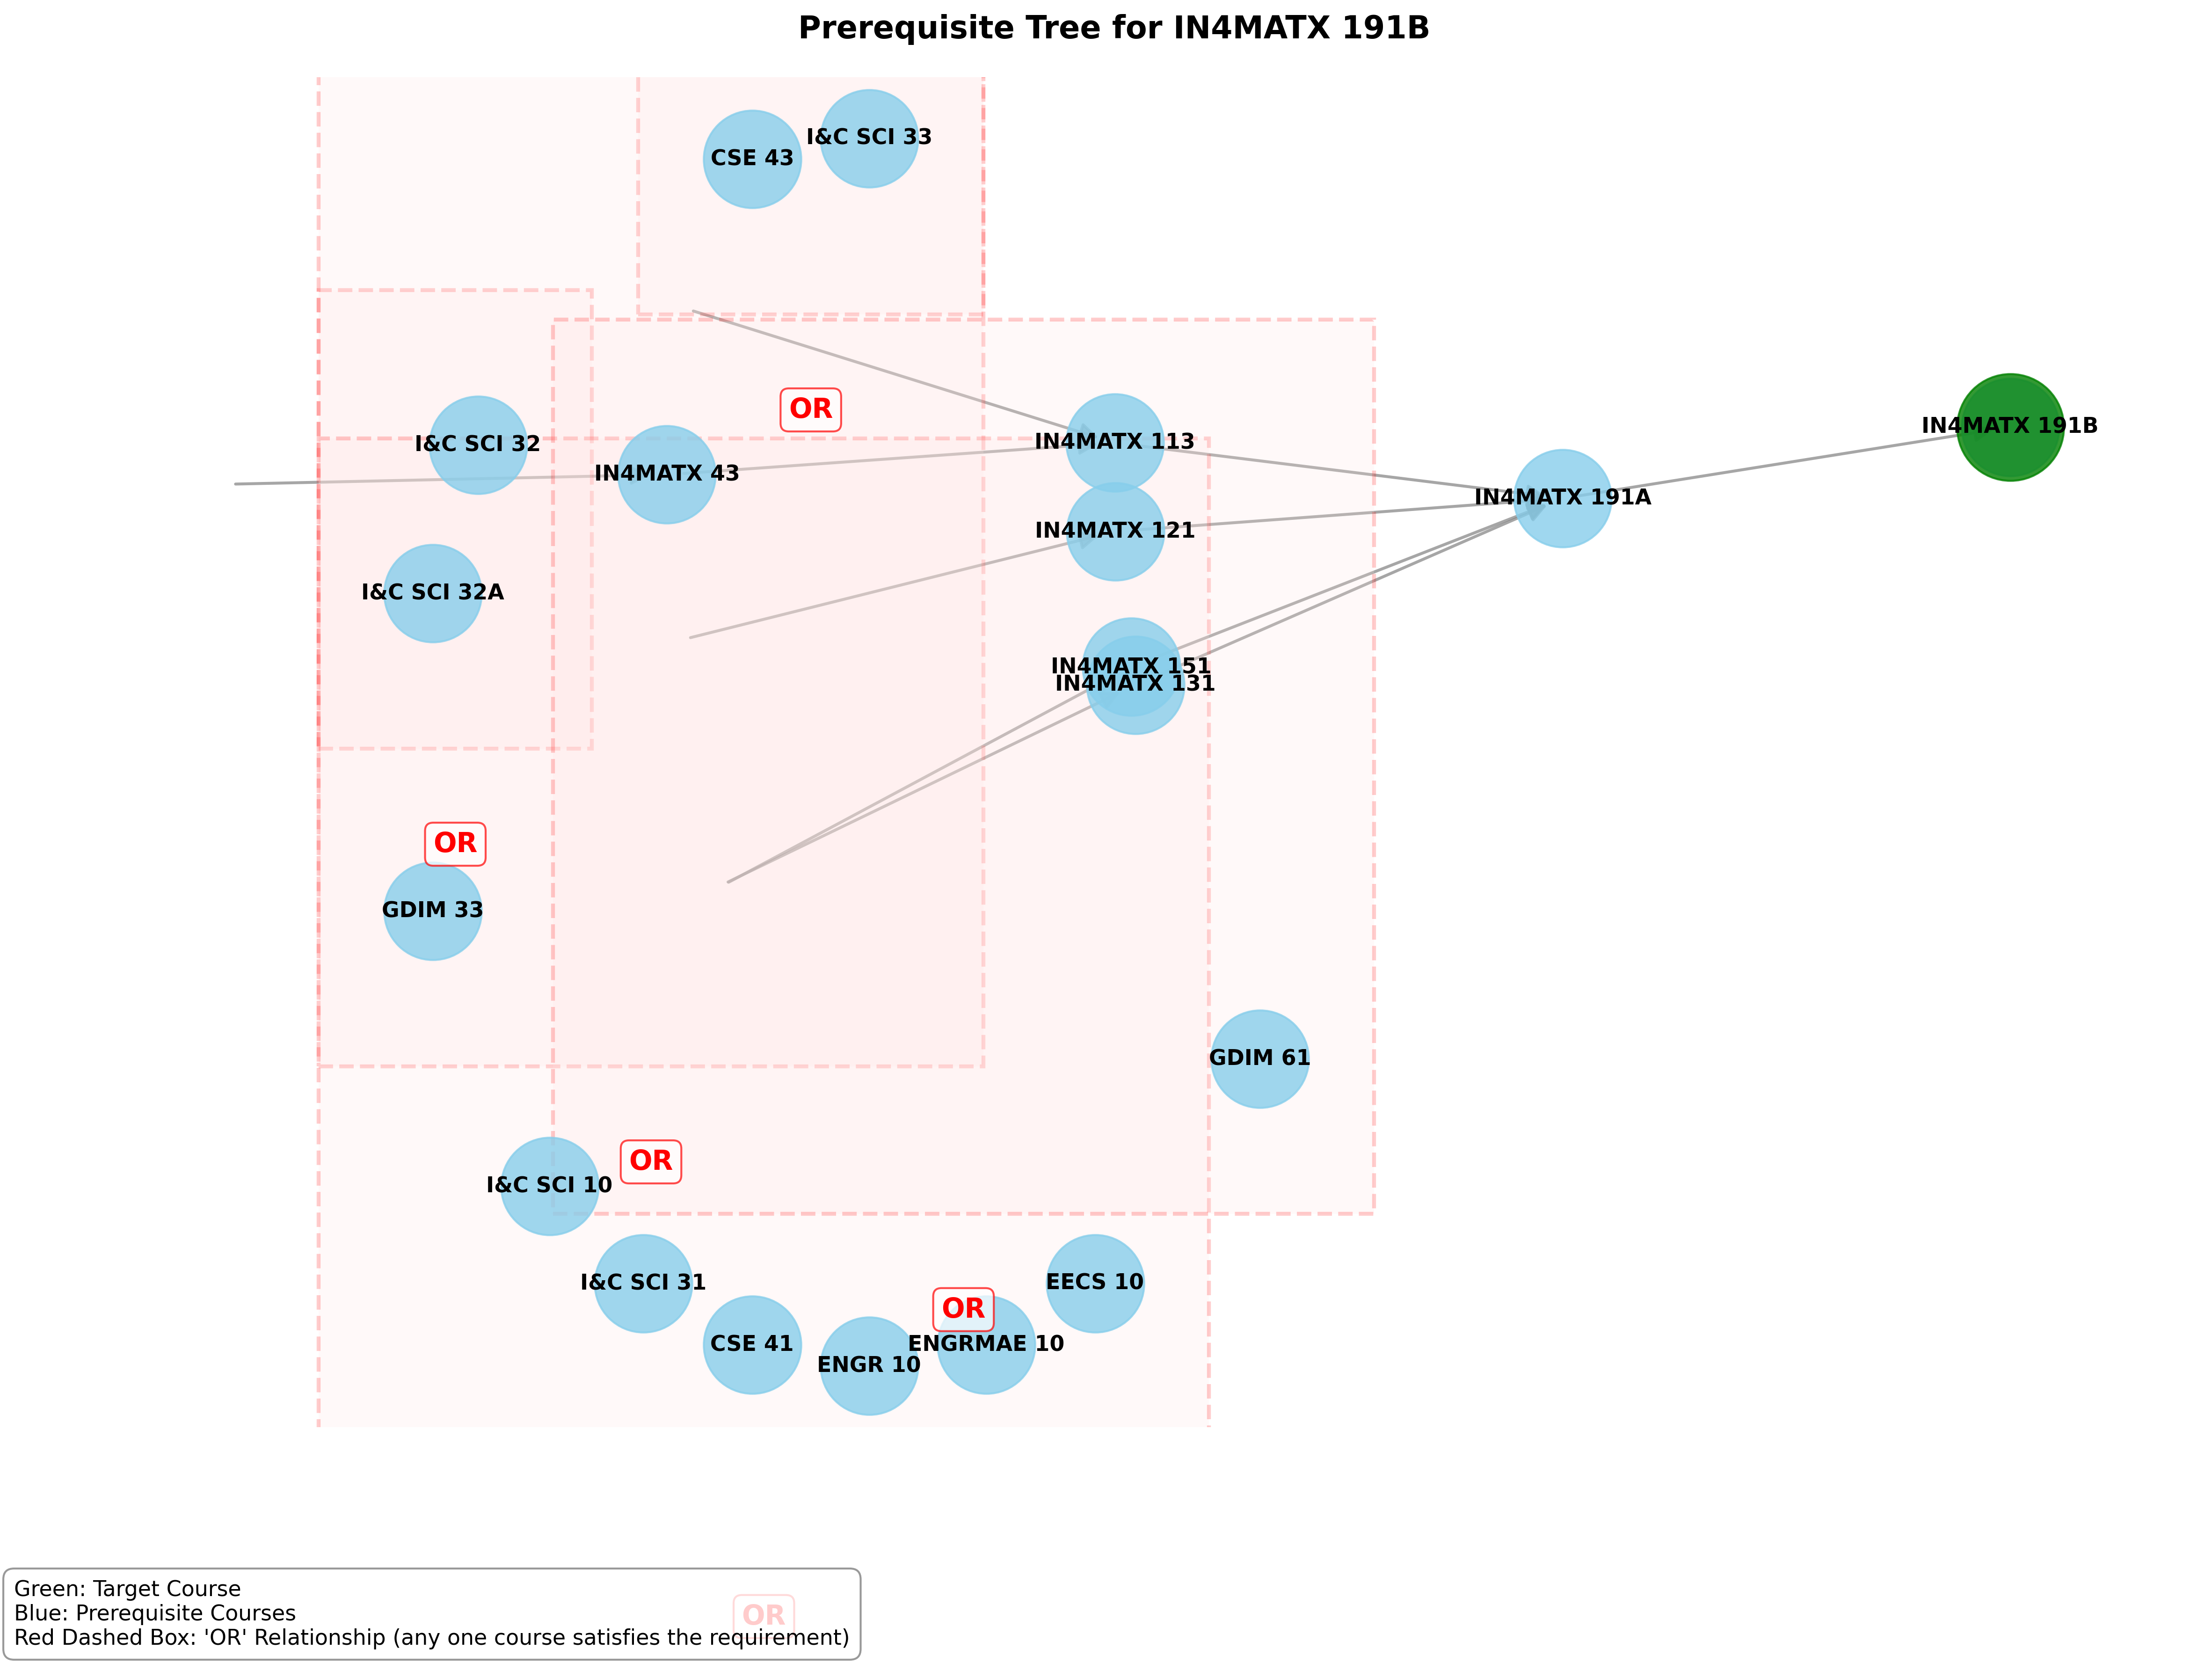 Prerequisite Tree for IN4MATX 191B
I&C SCI 33
CSE 43
OR
IN4MATX 191B
I&C SCI 32
IN4MATX 113
IN4MATX 43
IN4MATX 191A
IN4MATX 121
I&C SCI 32A
IN4MATX 151
IN4MATX 131
OR
GDIM 33
GDIM 61
OR
I&C SCI 10
I&C SCI 31
EECS 10
OR
CSE 41
ENGRMAE 10
ENGR 10
Green: Target Course
Blue: Prerequisite Courses
OR
Red Dashed Box: 'OR' Relationship (any one course satisfies the requirement)